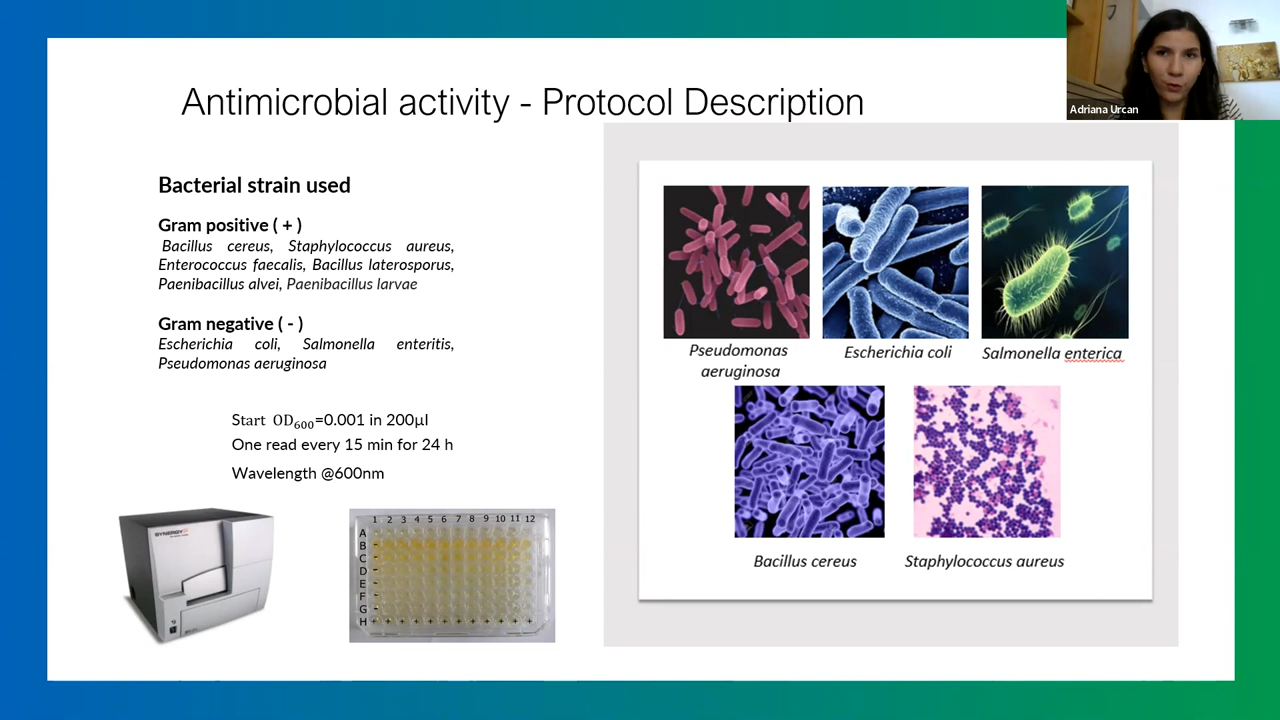 Antimicrobial activity - Protocol Description
Adriana Urcan
Bacterial strain used
Gram positive ( + )
Bacillus cereus, Staphylococcus aureus,
Enterococcus faecalis, Bacillus laterosporus,
Paenibacillus alvei, Paenibacillus larvae
Gram negative ( - )
Escherichia coli, Salmonella enteritis,
Pseudomonas aeruginosa
Start OD₆₀₀=0.001 in 200µl
One read every 15 min for 24 h
Wavelength @600nm
SYNERGY
1 2 3 4 5 6 7 8 9 10 11 12
A
B -
C -
D -
E -
F -
G -
H + + + + + + + + + + + +
Pseudomonas
aeruginosa
Escherichia coli
Salmonella enterica
Bacillus cereus
Staphylococcus aureus